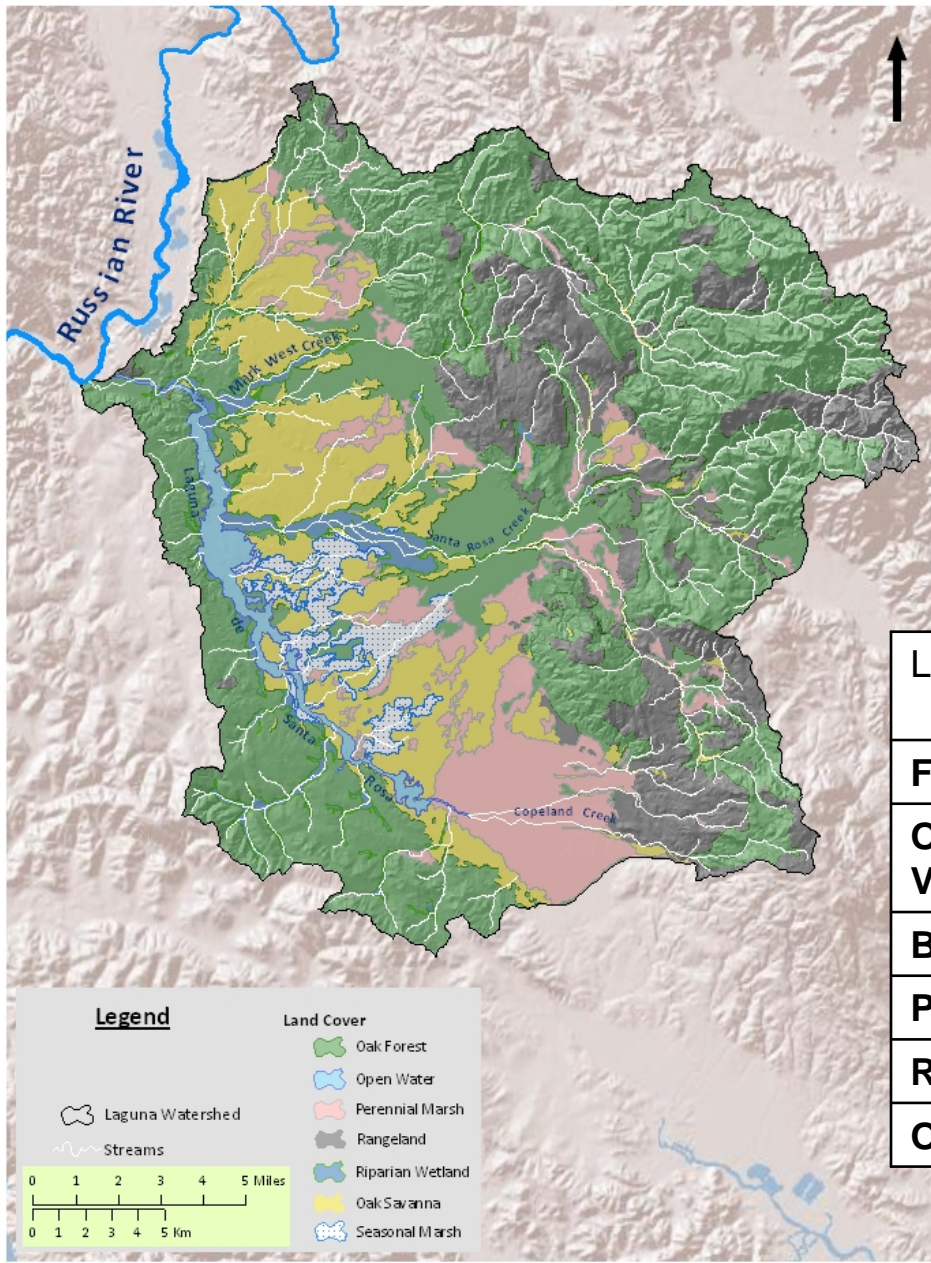 Russian River
Mark West Creek
Laguna
de
Santa
Rosa
Santa Rosa Creek
Copeland Creek
L
F
C
V
B
P
R
C
Legend
Laguna Watershed
Streams
0 1 2 3 4 5 Miles
0 1 2 3 4 5 Km
Land Cover
Oak Forest
Open Water
Perennial Marsh
Rangeland
Riparian Wetland
Oak Savanna
Seasonal Marsh